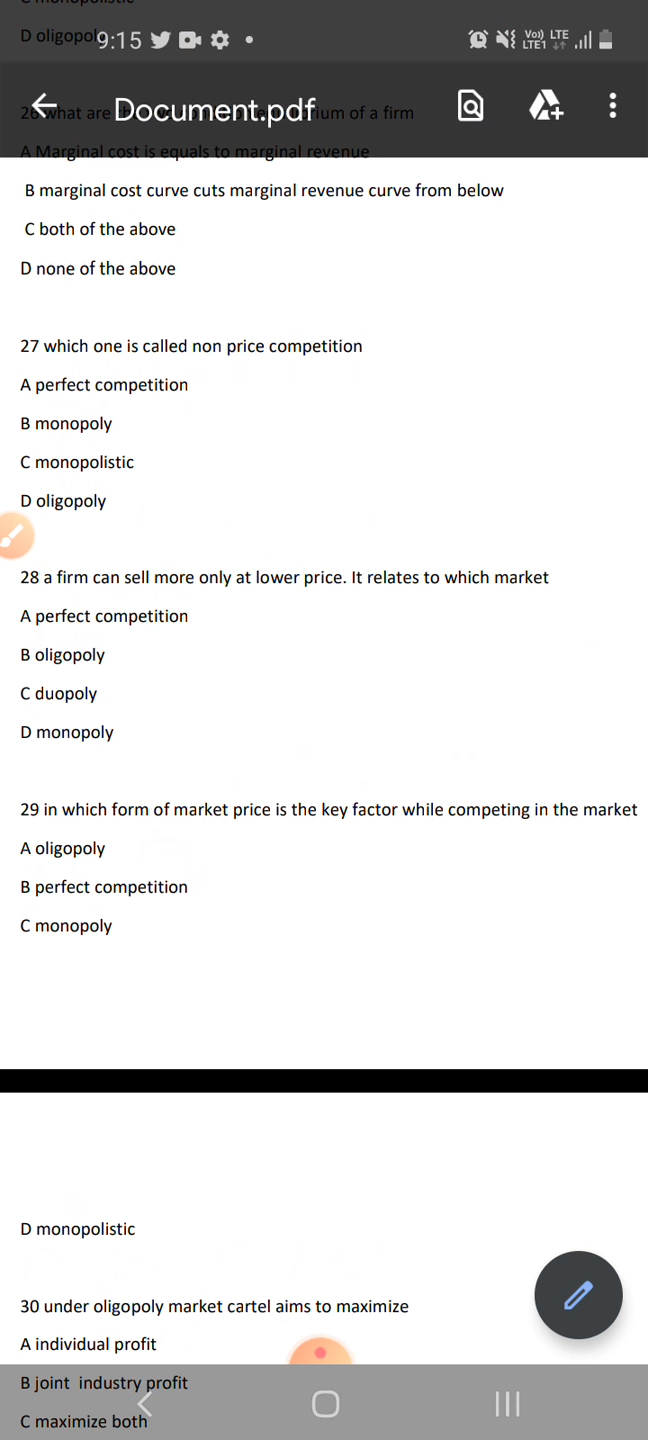 D oligopoly
9:15
Vo) LTE
LTE1
Document.pdf
26 what are
rium of a firm
A Marginal cost is equals to marginal revenue
B marginal cost curve cuts marginal revenue curve from below
C both of the above
D none of the above
27 which one is called non price competition
A perfect competition
B monopoly
C monopolistic
D oligopoly
28 a firm can sell more only at lower price. It relates to which market
A perfect competition
B oligopoly
C duopoly
D monopoly
29 in which form of market price is the key factor while competing in the market
A oligopoly
B perfect competition
C monopoly
D monopolistic
30 under oligopoly market cartel aims to maximize
A individual profit
B joint industry profit
C maximize both